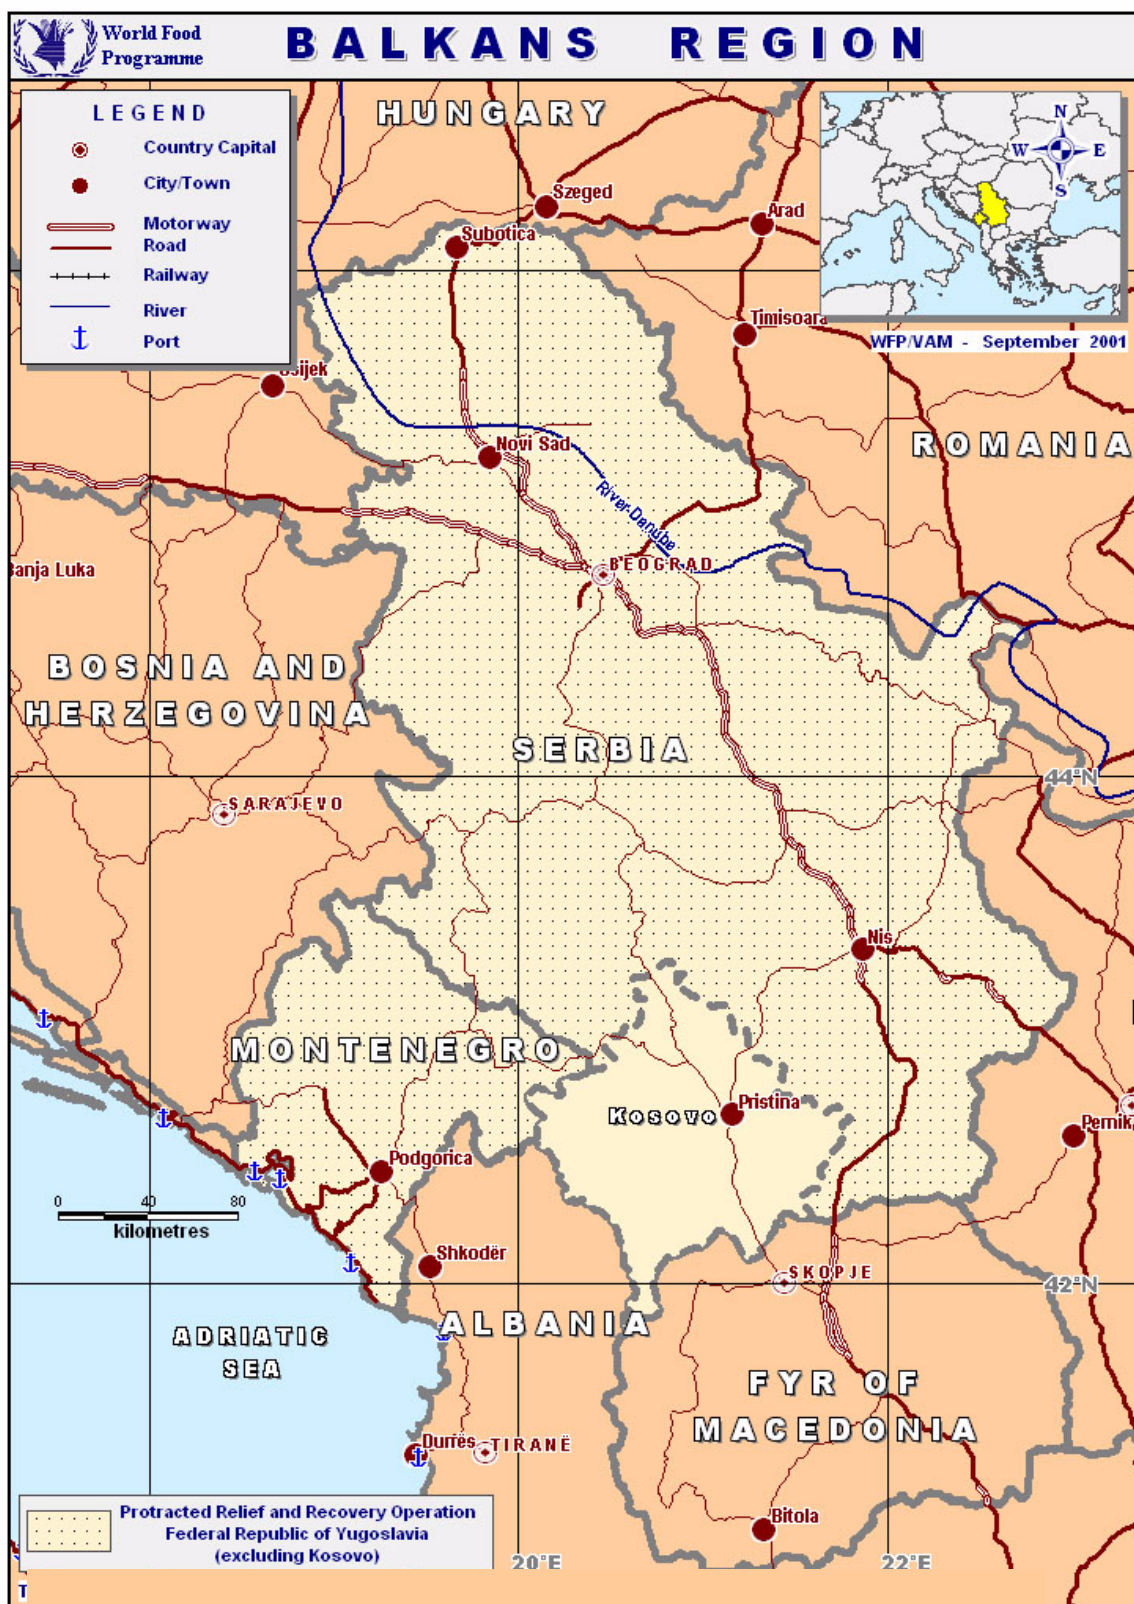 World Food
Programme
BALKANS REGION
LEGEND
Country Capital
City/Town
Motorway
Road
Railway
River
Port
N
W
E
S
WFP/VAM - September 2001
HUNGARY
Szeged
Arad
Subotica
Timisoara
sijek
ROMANIA
Novi Sad
River Danube
BEOGRAD
Banja Luka
BOSNIA AND
HERZEGOVINA
SERBIA
44°N
SARAJEVO
Nis
MONTENEGRO
Kosovo
Pristina
Pernik
Podgorica
0 40 80
kilometres
Shkodër
SKOPJE
42°N
ALBANIA
ADRIATIC
SEA
FYR OF
MACEDONIA
Durrës
TIRANË
Bitola
Protracted Relief and Recovery Operation
Federal Republic of Yugoslavia
(excluding Kosovo)
20°E
22°E
T